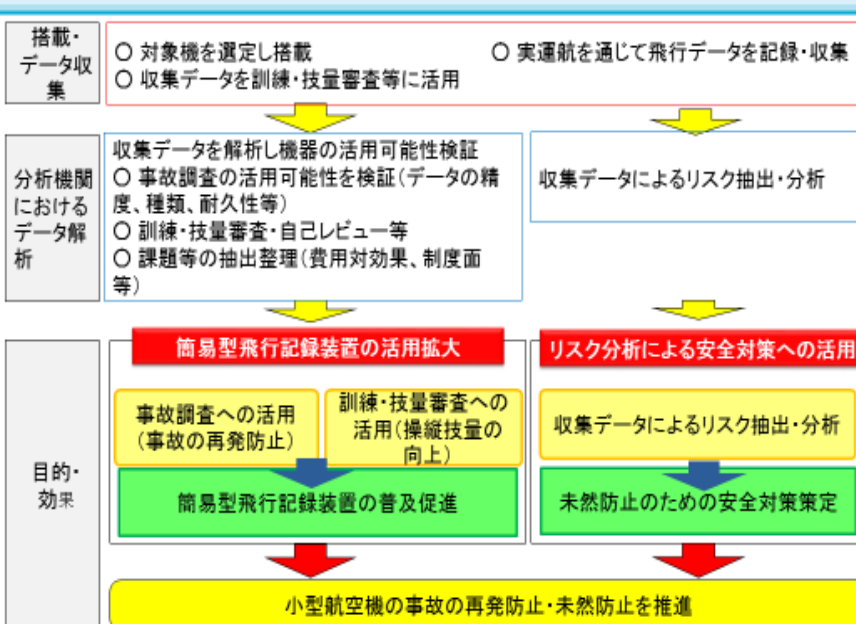 搭載・
データ収
集
〇 対象機を選定し搭載
〇 実運航を通じて飛行データを記録・収集
〇 収集データを訓練・技量審査等に活用
分析機関
における
データ解
析
収集データを解析し機器の活用可能性検証
〇 事故調査の活用可能性を検証(データの精
度、種類、耐久性等)
〇 訓練・技量審査・自己レビュー等
〇 課題等の抽出整理(費用対効果、制度面
等)
収集データによるリスク抽出・分析
目的・
効果
簡易型飛行記録装置の活用拡大
事故調査への活用
(事故の再発防止)
訓練・技量審査への
活用(操縦技量の
向上)
簡易型飛行記録装置の普及促進
リスク分析による安全対策への活用
収集データによるリスク抽出・分析
未然防止のための安全対策策定
小型航空機の事故の再発防止・未然防止を推進